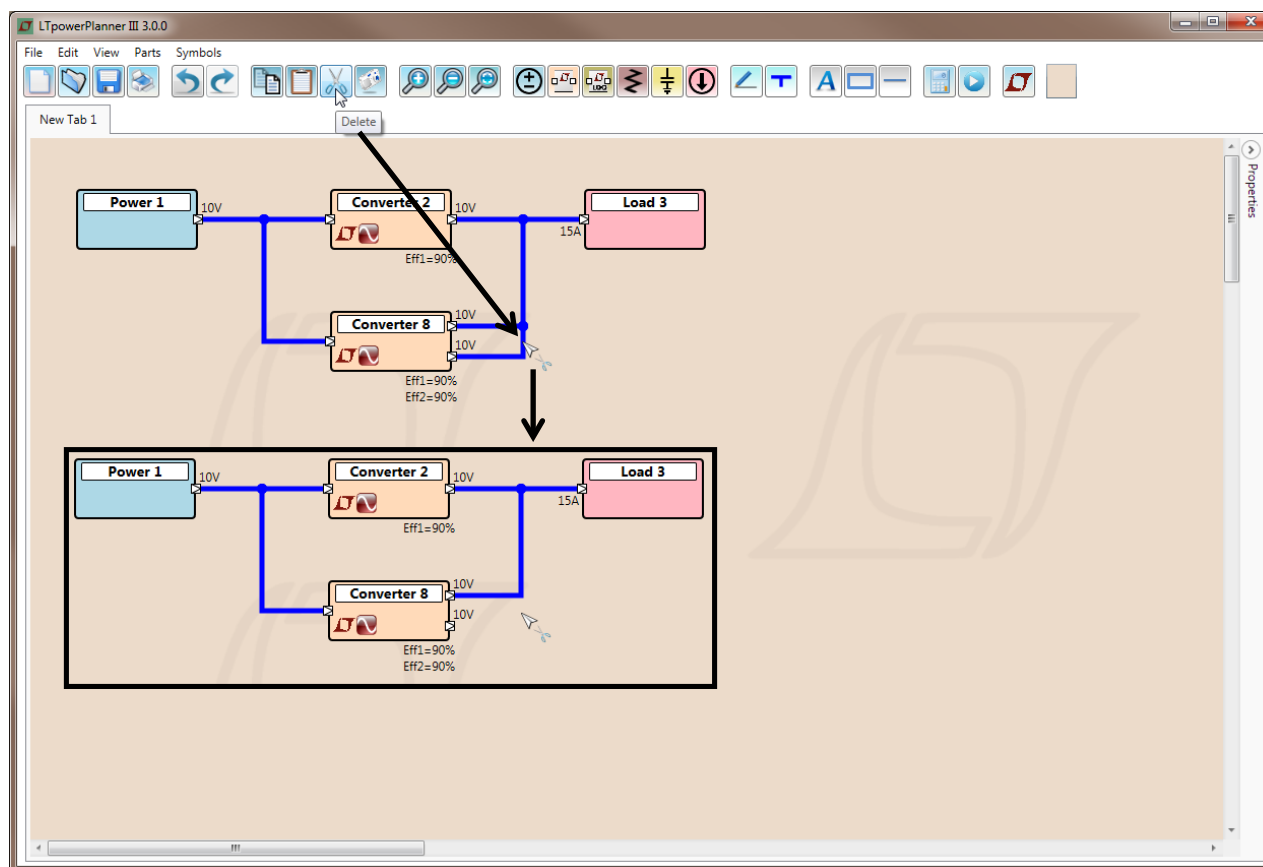 LTpowerPlanner III 3.0.0
File Edit View Parts Symbols
New Tab 1
Delete
Properties
Power 1
10V
Converter 2
10V
Load 3
15A
Eff1=90%
Converter 8
10V
10V
Eff1=90%
Eff2=90%
Power 1
10V
Converter 2
10V
Load 3
15A
Eff1=90%
Converter 8
10V
10V
Eff1=90%
Eff2=90%